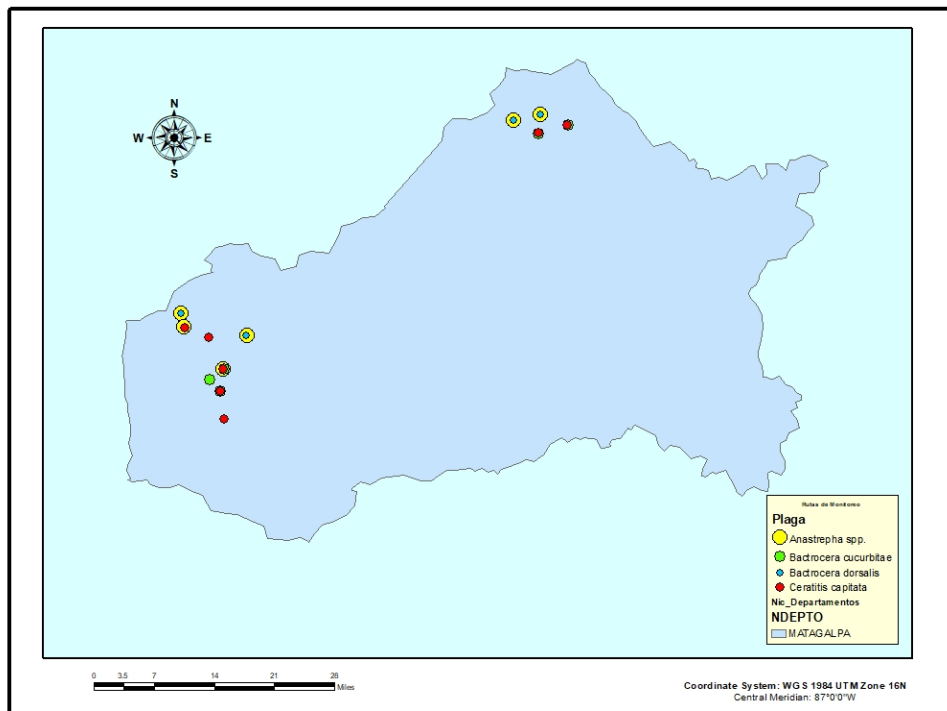 N
W E
S
Rutas de Monitoreo
Plaga
Anastrepha spp.
Bactrocera cucurbitae
Bactrocera dorsalis
Ceratitis capitata
Nic_Departamentos
NDEPTO
MATAGALPA
0 3.5 7 14 21 28
Miles
Coordinate System: WGS 1984 UTM Zone 16N
Central Meridian: 87°0'0"W